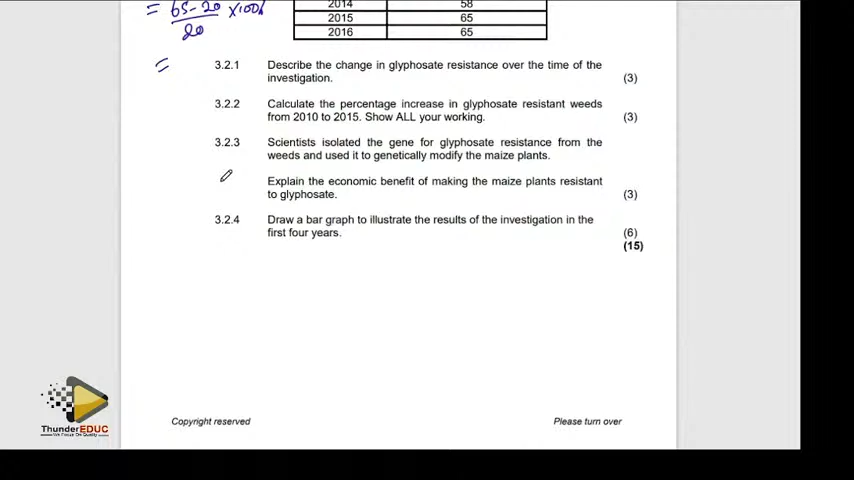 = 65-20 ×100%
20
=
2014 58
2015 65
2016 65
3.2.1 Describe the change in glyphosate resistance over the time of the
investigation. (3)
3.2.2 Calculate the percentage increase in glyphosate resistant weeds
from 2010 to 2015. Show ALL your working. (3)
3.2.3 Scientists isolated the gene for glyphosate resistance from the
weeds and used it to genetically modify the maize plants.
Explain the economic benefit of making the maize plants resistant
to glyphosate. (3)
3.2.4 Draw a bar graph to illustrate the results of the investigation in the
first four years. (6)
(15)
Copyright reserved Please turn over
ThunderEDUC
We Focus On Quality